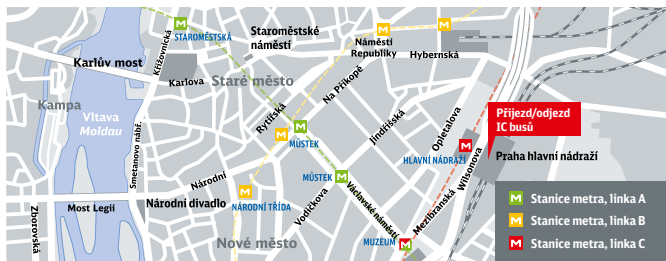 M
STAROMĚSTSKÁ
Staroměstské
náměstí
M
M
Náměstí
Republiky
Hybernská
Křižovnická
Karlův most
Karlova
Staré město
Na Příkopě
Kampa
Vltava
Moldau
Smetanovo nábř.
Rytířská
M
M
MŮSTEK
Jindřišská
Opletalova
Příjezd/odjezd
IC busů
M
HLAVNÍ NÁDRAŽÍ
Wilsonova
Praha hlavní nádraží
MŮSTEK
M
Národní
M
NÁRODNÍ TŘÍDA
Vodičkova
Václavské náměstí
Mezibranská
Most Legií
Národní divadlo
Zborovská
Nové město
MUZEUM
M
M Stanice metra, linka A
M Stanice metra, linka B
M Stanice metra, linka C